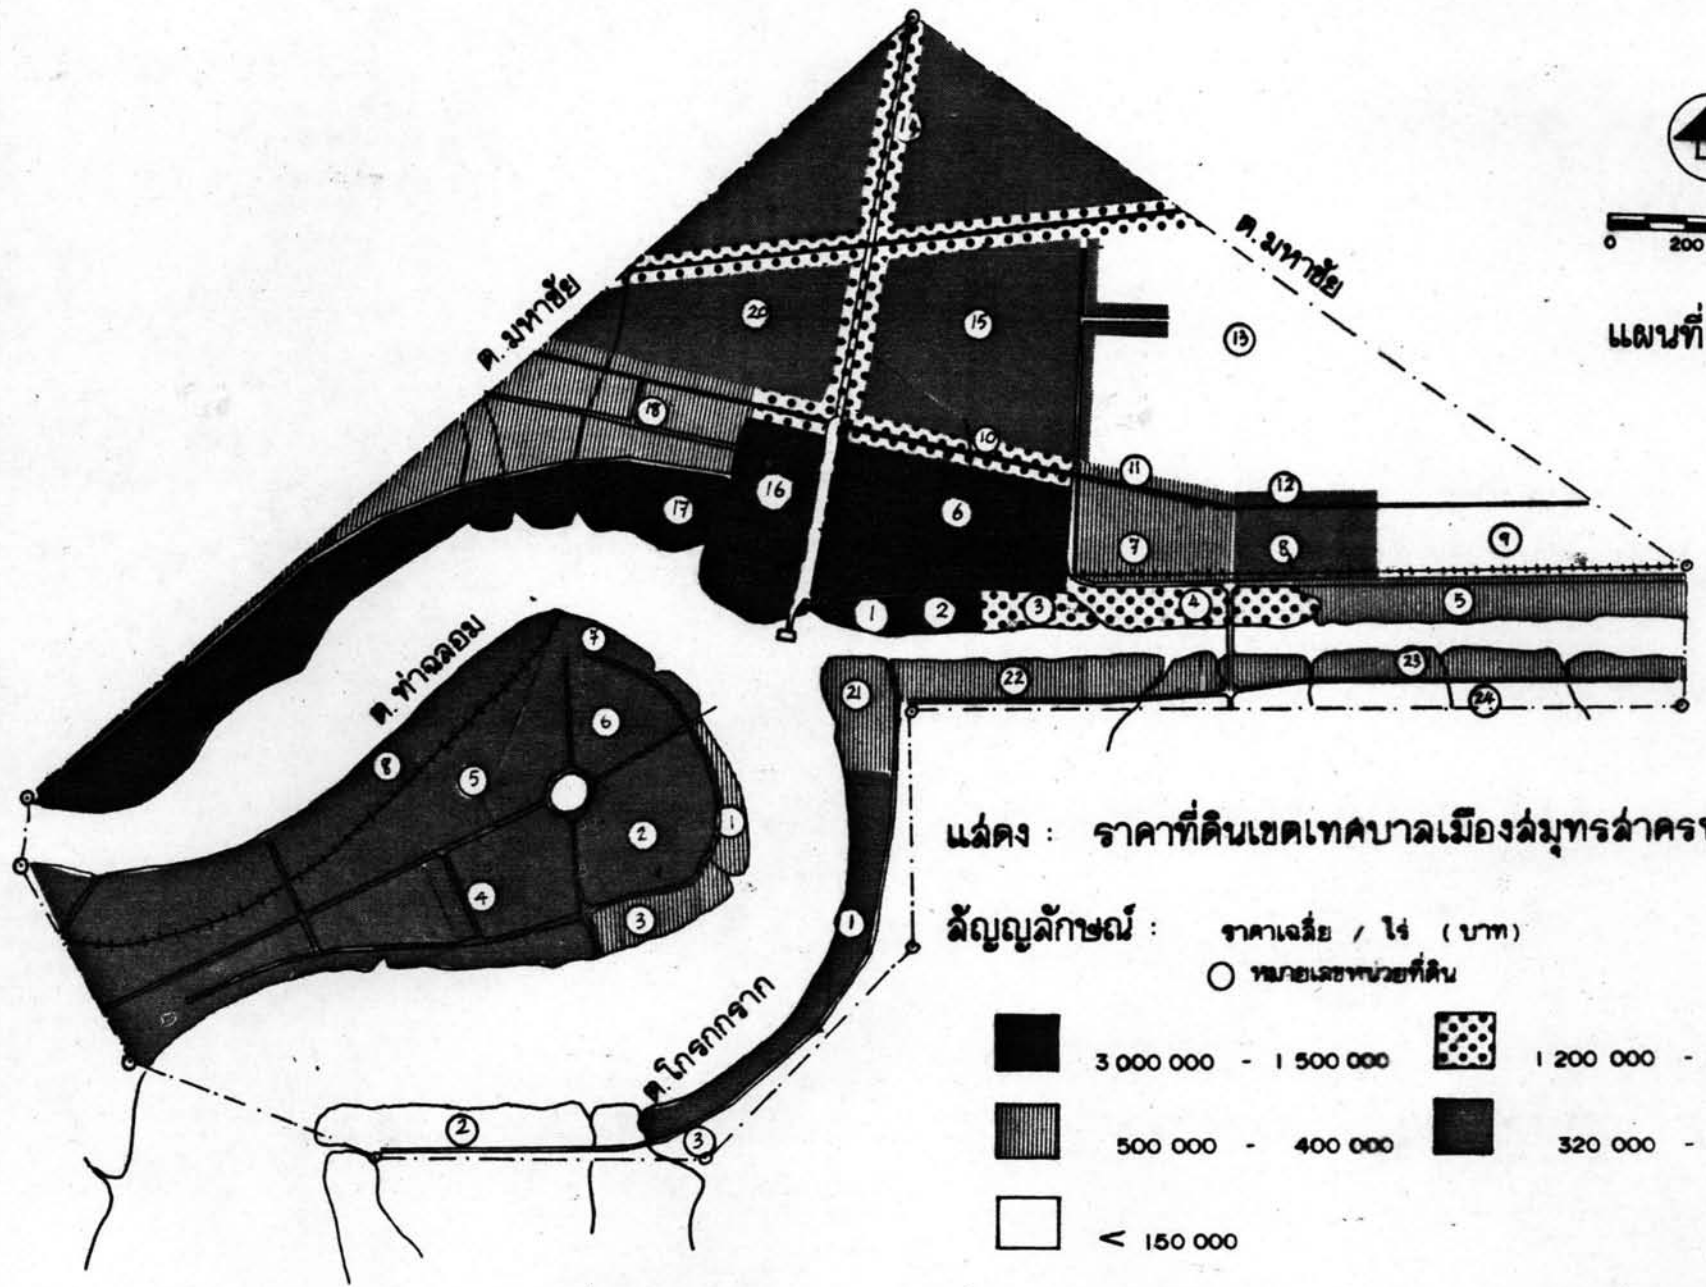 0 200
ต. มหาชัย
แผนที่
ต. มหาชัย
20
15
13
18
10
11
12
16
17
6
7
8
9
1
2
3
4
5
ต. ท่าฉลอม
7
21
22
23
24
6
8
5
2
1
4
3
1
แสดง : ราคาที่ดินเขตเทศบาลเมืองสมุทรสาคร
สัญญลักษณ์ : ราคาเฉลี่ย / ไร่ (บาท)
หมายเลขหน่วยที่ดิน
ต. โกรกกราก
2
3
3 000 000 - 1 500 000
1 200 000 -
500 000 - 400 000
320 000 -
< 150 000